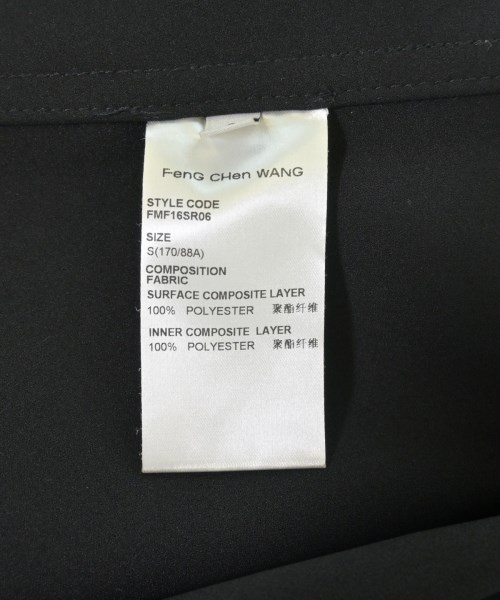 FenG CHen WANG
STYLE CODE
FMF16SR06
SIZE
S(170/88A)
COMPOSITION
FABRIC
SURFACE COMPOSITE LAYER
100% POLYESTER 聚酯纤维
INNER COMPOSITE LAYER
100% POLYESTER 聚酯纤维